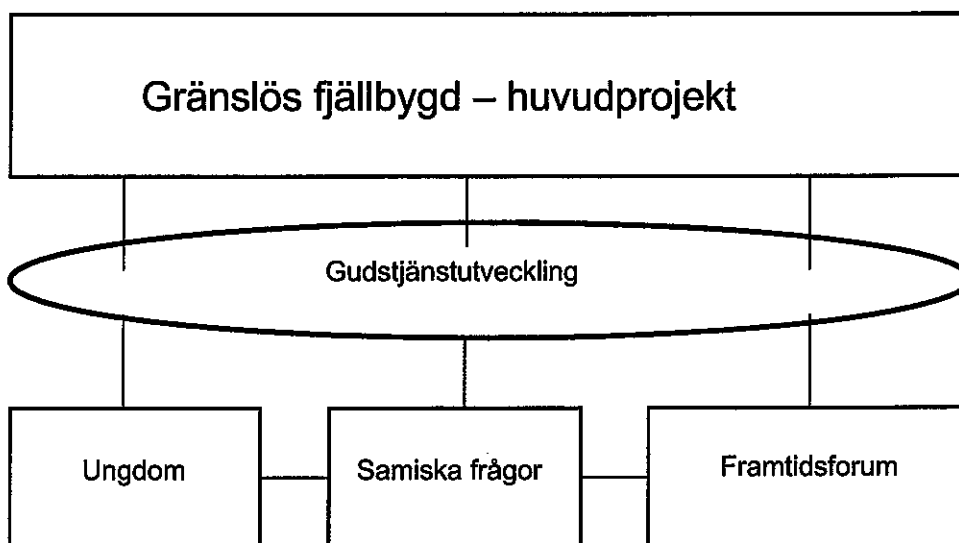 Gränslös fjällbygd – huvudprojekt
Gudstjänstutveckling
Ungdom
Samiska frågor
Framtidsforum